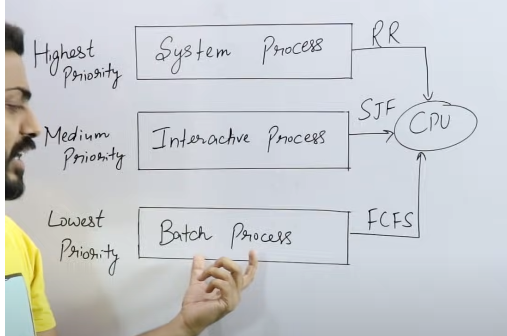 Highest Priority
System Process
RR
Medium Priority
Interactive Process
SJF
CPU
Lowest Priority
Batch Process
FCFS